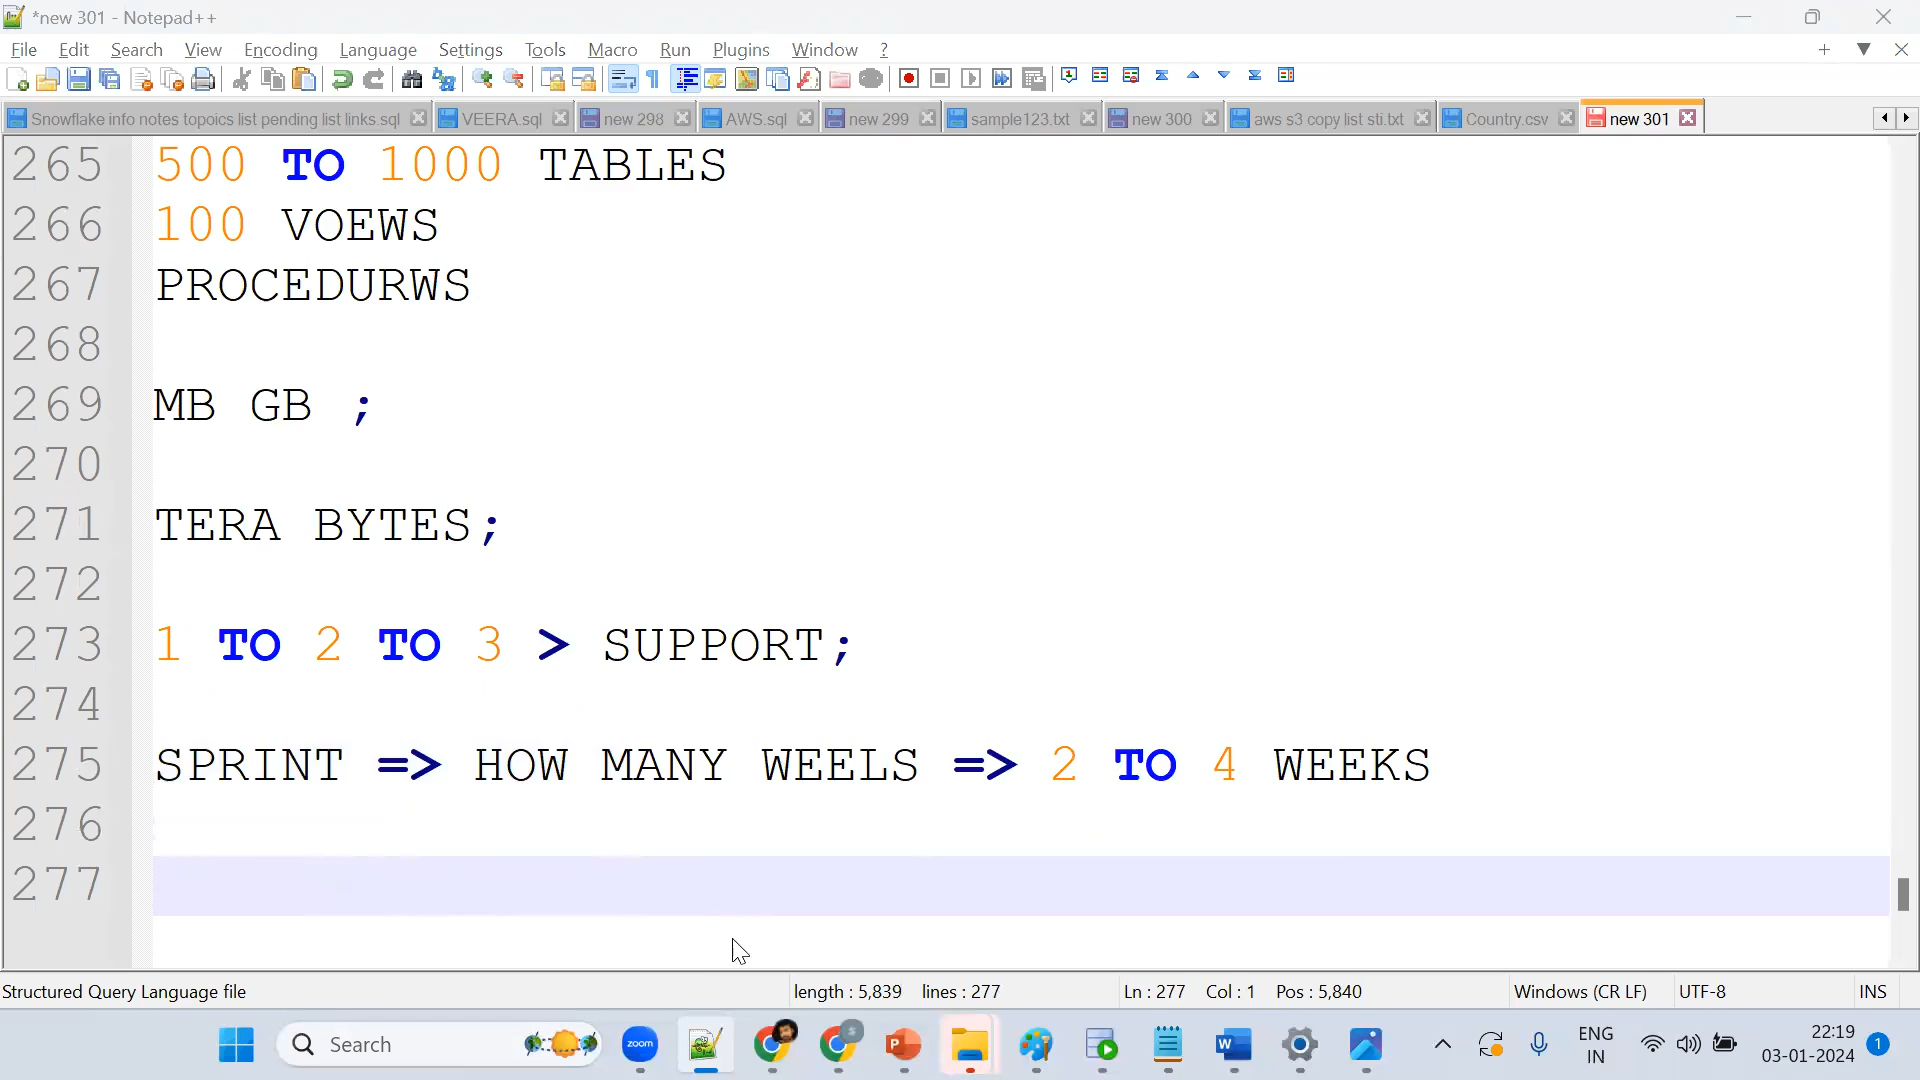 *new 301 - Notepad++
File Edit Search View Encoding Language Settings Tools Macro Run Plugins Window ?
Snowflake info notes topoics list pending list links.sql VEERA.sql new 298 AWS.sql new 299 sample123.txt new 300 aws s3 copy list sti.txt Country.csv new 301
265 500 TO 1000 TABLES
266 100 VOEWS
267 PROCEDURWS
268
269 MB GB ;
270
271 TERA BYTES;
272
273 1 TO 2 TO 3 > SUPPORT;
274
275 SPRINT => HOW MANY WEELS => 2 TO 4 WEEKS
276
277
Structured Query Language file length : 5,839 lines : 277 Ln : 277 Col : 1 Pos : 5,840 Windows (CR LF) UTF-8 INS
Search zoom ENG 22:19
IN 03-01-2024 1